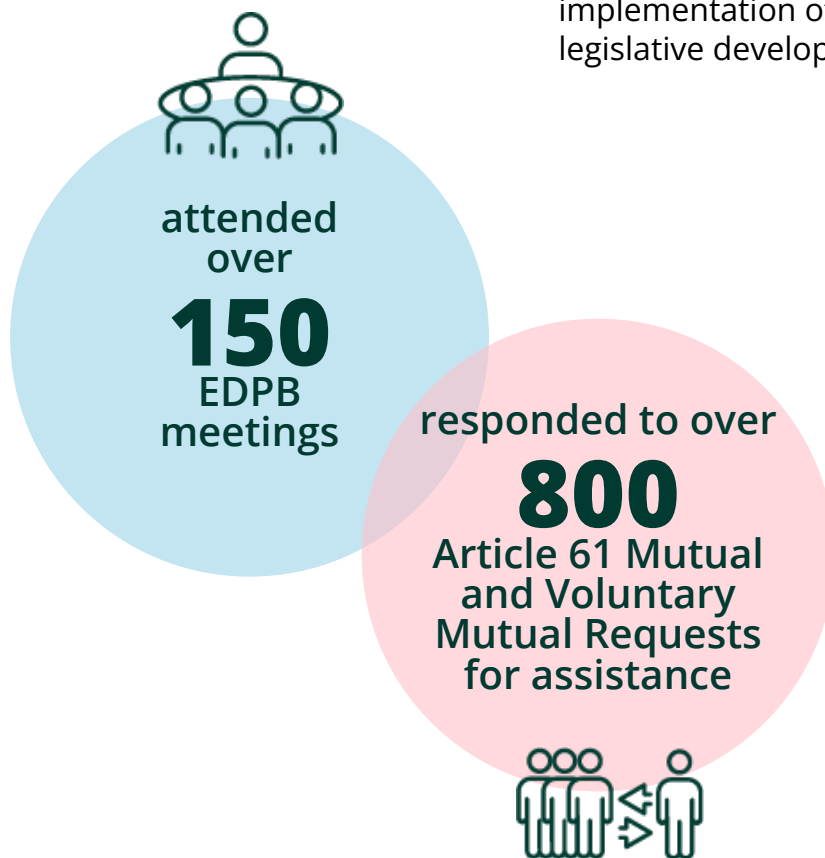 implementation of
legislative develop
attended
over
150
EDPB
meetings
responded to over
800
Article 61 Mutual
and Voluntary
Mutual Requests
for assistance